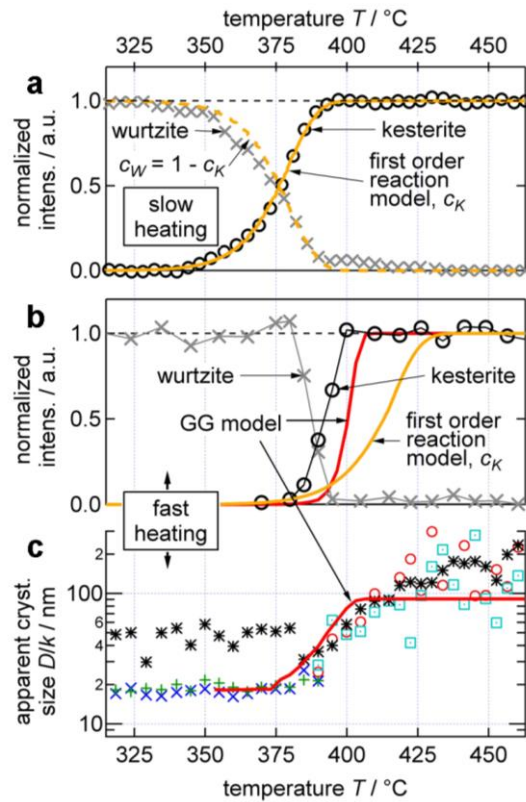 temperature T / °C
325 350 375 400 425 450
a
normalized
intens. / a.u.
1.0
0.5
0.0
wurtzite
kesterite
c_W = 1 - c_K
first order
reaction
model, c_K
slow
heating
b
normalized
intens. / a.u.
1.0
0.5
0.0
wurtzite
kesterite
GG model
first order
reaction
model, c_K
fast
heating
c
apparent cryst.
size D/k / nm
2
100
6
4
2
10
325 350 375 400 425 450
temperature T / °C